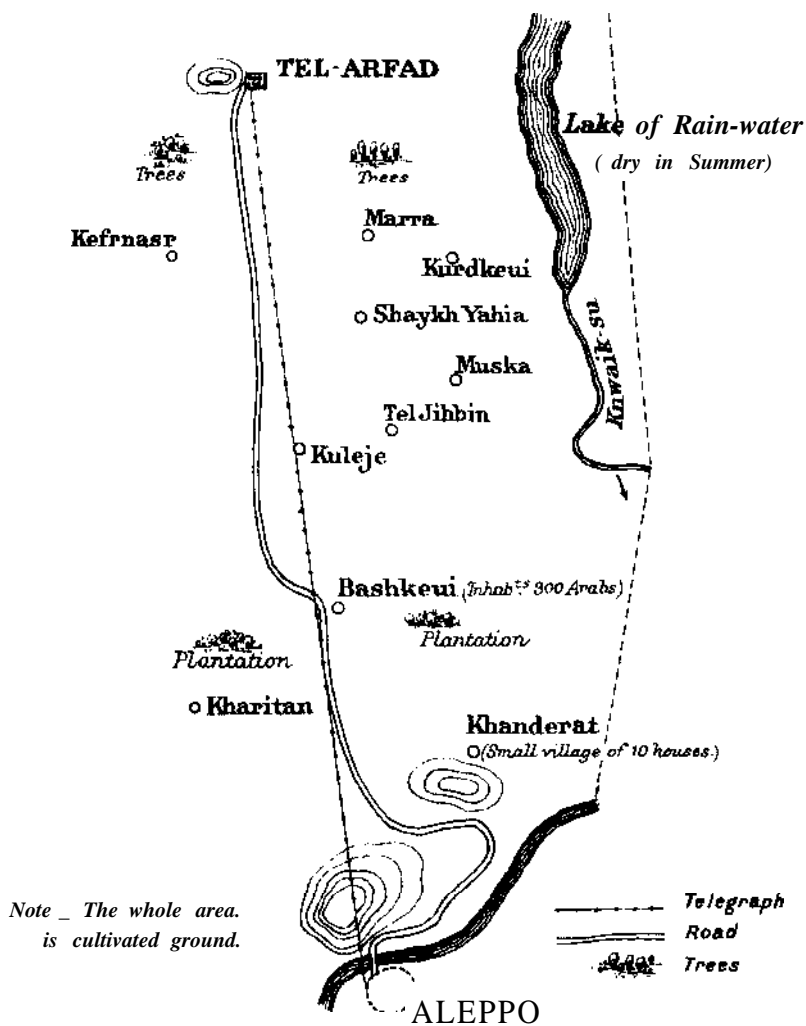 TEL-ARFAD
Lake of Rain-water
( dry in Summer)
Trees
Trees
Marra
Kefrnasr
Kurdkeui
Shaykh Yahia
Knwaik-su
Muska
Tel Jihbin
Kuleje
Bashkeui (Inhabts 300 Arabs)
Plantation
Plantation
Kharitan
Khanderat
(Small village of 10 houses.)
Note _ The whole area.
is cultivated ground.
Telegraph
Road
Trees
ALEPPO